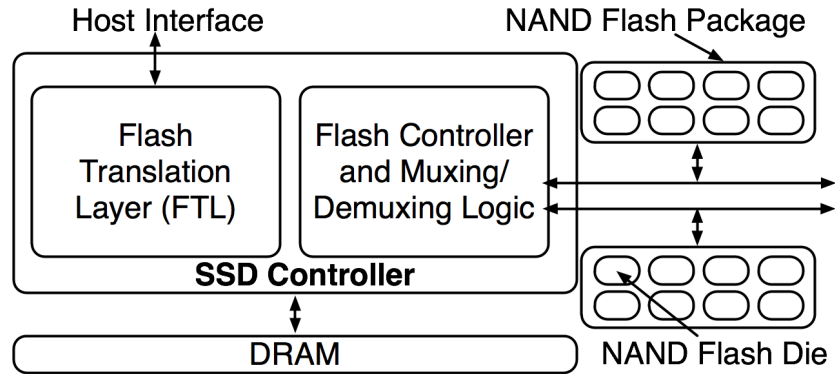 Host Interface
NAND Flash Package
Flash
Translation
Layer (FTL)
Flash Controller
and Muxing/
Demuxing Logic
SSD Controller
DRAM
NAND Flash Die